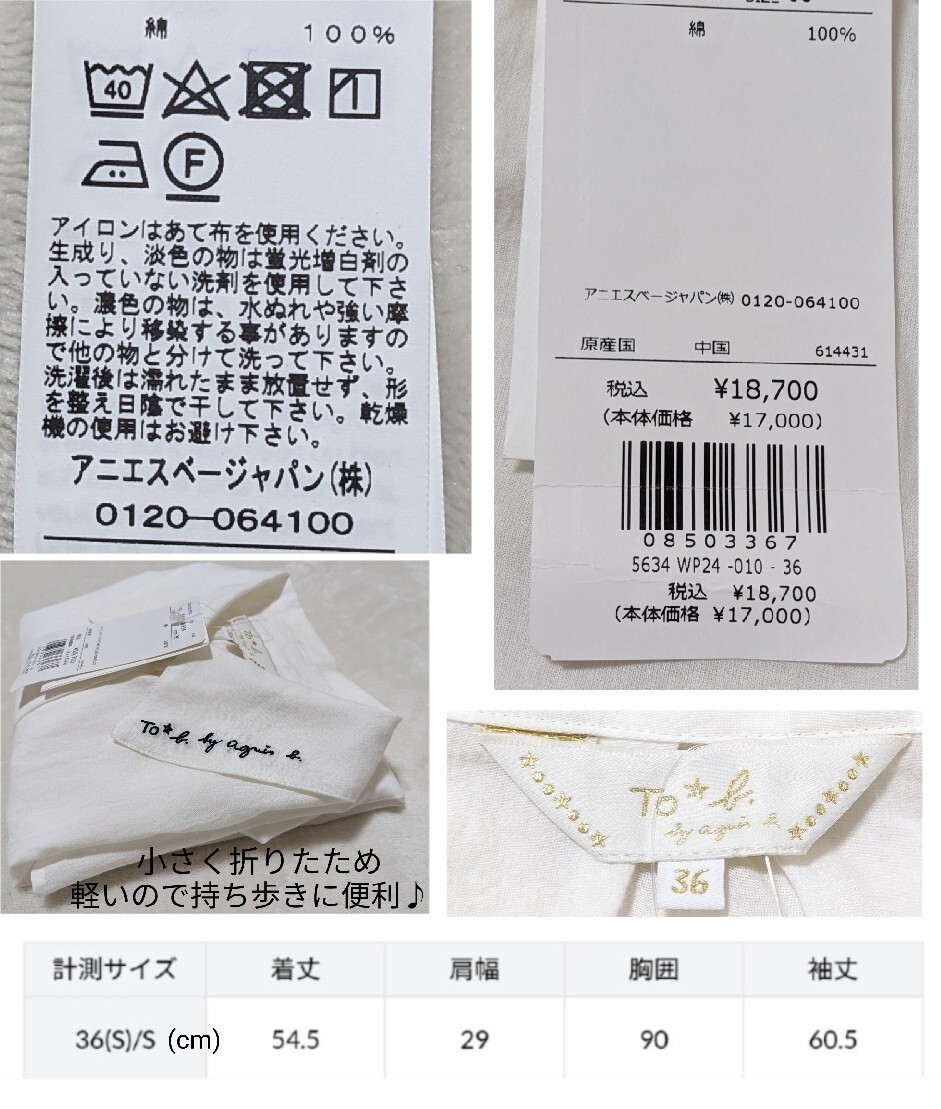 綿 100%
40
F
アイロンはあて布を使用ください。
生成り、淡色の物は蛍光増白剤の
入っていない洗剤を使用して下さ
い。濃色の物は、水ぬれや強い摩
擦により移染する事がありますの
で他の物と分けて洗って下さい。
洗濯後は濡れたまま放置せず、形
を整え日陰で干して下さい。乾燥
機の使用はお避け下さい。
アニエスベージャパン(株)
0120-064100
綿 100%
アニエスベージャパン(株) 0120-064100
原産国 中国 614431
税込 ¥18,700
(本体価格 ¥17,000)
08503367
5634 WP24 -010 - 36
税込 ¥18,700
(本体価格 ¥17,000)
To★b. by agnès b.
小さく折りたため
軽いので持ち歩きに便利♪
To★b.
by agnès b.
36
計測サイズ 着丈 肩幅 胸囲 袖丈
36(S)/S (cm) 54.5 29 90 60.5